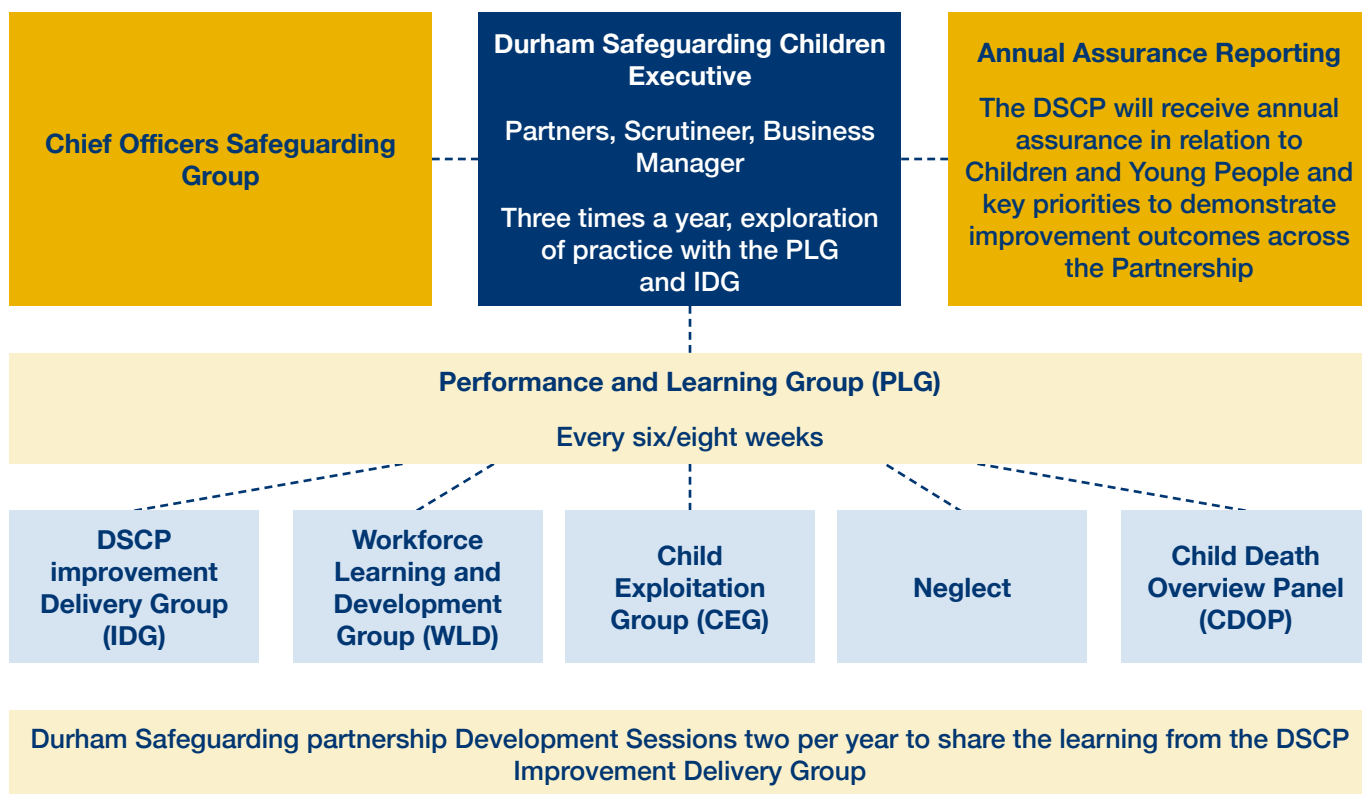 Chief Officers Safeguarding
Group
Durham Safeguarding Children
Executive
Partners, Scrutineer, Business
Manager
Three times a year, exploration
of practice with the PLG
and IDG
Annual Assurance Reporting
The DSCP will receive annual
assurance in relation to
Children and Young People and
key priorities to demonstrate
improvement outcomes across
the Partnership
Performance and Learning Group (PLG)
Every six/eight weeks
DSCP
improvement
Delivery Group
(IDG)
Workforce
Learning and
Development
Group (WLD)
Child
Exploitation
Group (CEG)
Neglect
Child Death
Overview Panel
(CDOP)
Durham Safeguarding partnership Development Sessions two per year to share the learning from the DSCP
Improvement Delivery Group